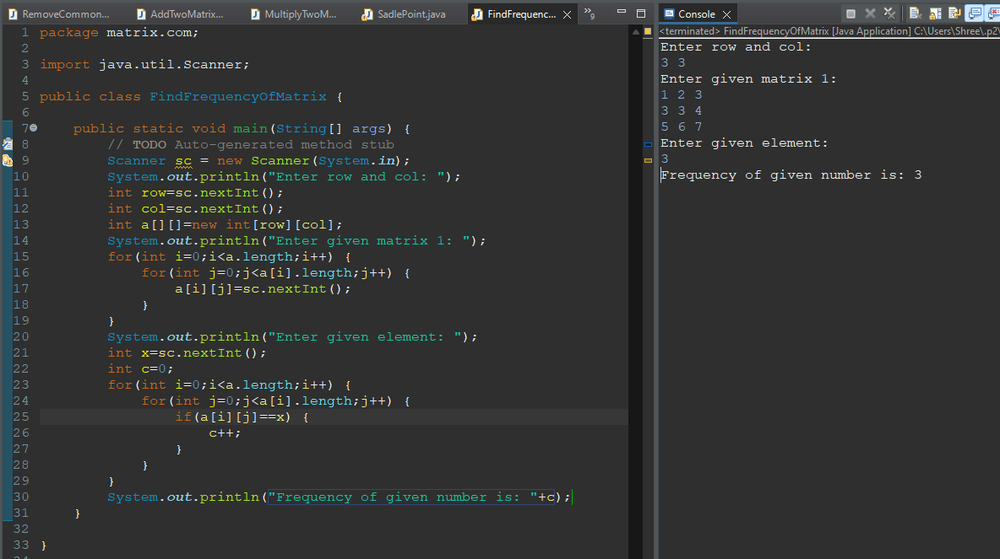 RemoveCommon... AddTwoMatrix... MultiplyTwoM... SadlePoint.java FindFrequenc... 9
1 package matrix.com;
2
3 import java.util.Scanner;
4
5 public class FindFrequencyOfMatrix {
6
7 public static void main(String[] args) {
8 // TODO Auto-generated method stub
9 Scanner sc = new Scanner(System.in);
10 System.out.println("Enter row and col: ");
11 int row=sc.nextInt();
12 int col=sc.nextInt();
13 int a[][]=new int[row][col];
14 System.out.println("Enter given matrix 1: ");
15 for(int i=0;i<a.length;i++) {
16 for(int j=0;j<a[i].length;j++) {
17 a[i][j]=sc.nextInt();
18 }
19 }
20 System.out.println("Enter given element: ");
21 int x=sc.nextInt();
22 int c=0;
23 for(int i=0;i<a.length;i++) {
24 for(int j=0;j<a[i].length;j++) {
25 if(a[i][j]==x) {
26 c++;
27 }
28 }
29 }
30 System.out.println("Frequency of given number is: "+c);
31 }
32
33 }
Console
<terminated> FindFrequencyOfMatrix [Java Application] C:\Users\Shree\.p2\
Enter row and col:
3 3
Enter given matrix 1:
1 2 3
3 3 4
5 6 7
Enter given element:
3
Frequency of given number is: 3